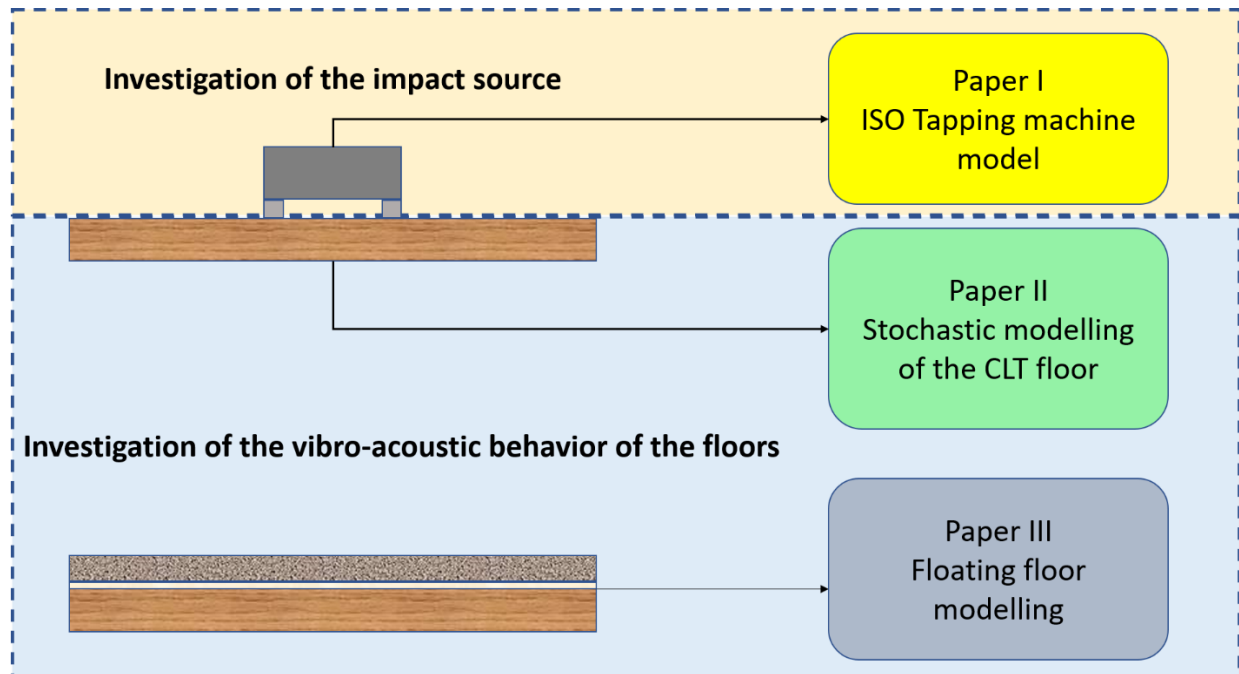 Investigation of the impact source
Paper I
ISO Tapping machine
model
Paper II
Stochastic modelling
of the CLT floor
Investigation of the vibro-acoustic behavior of the floors
Paper III
Floating floor
modelling